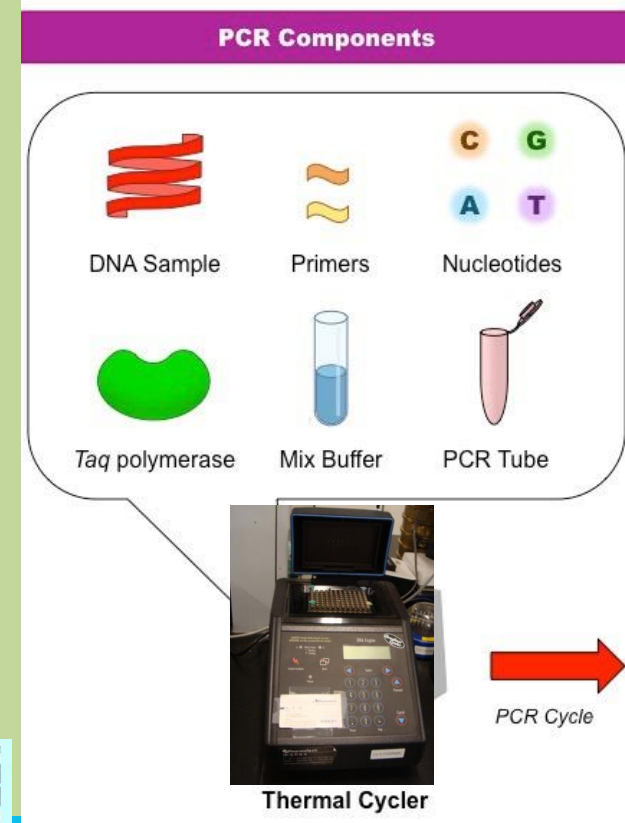 PCR Components
C G
A T
DNA Sample Primers Nucleotides
Taq polymerase Mix Buffer PCR Tube
PCR Cycle
Thermal Cycler